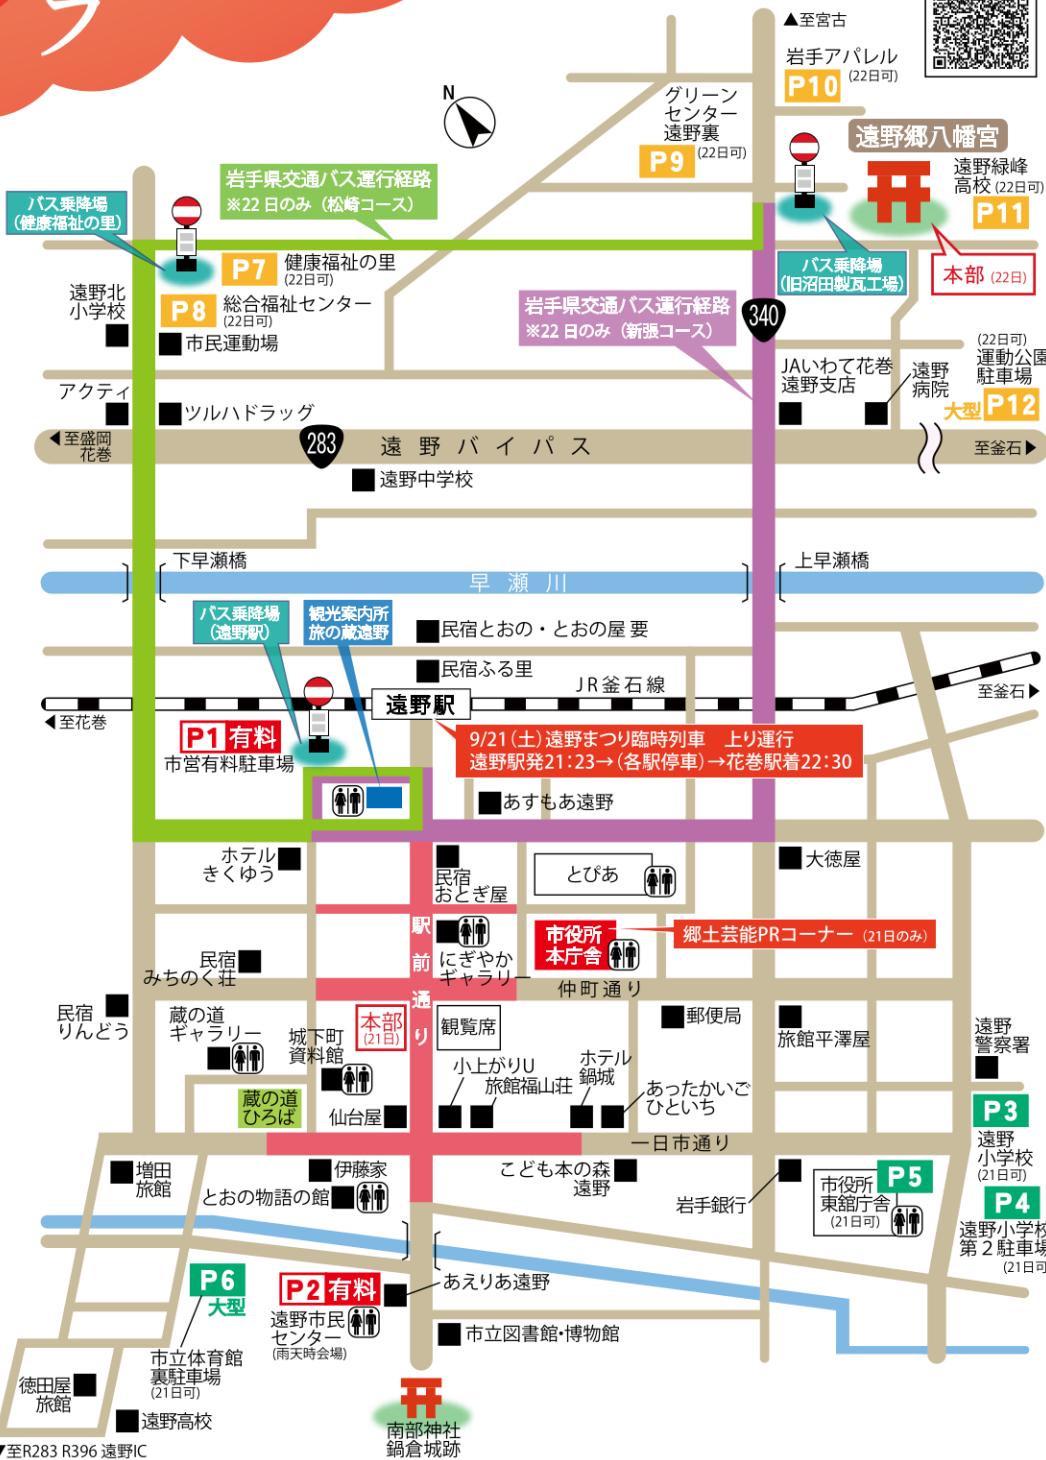 フ
▲至宮古
岩手アパレル
P10 (22日可)
N
グリーン
センター
遠野裏
P9 (22日可)
遠野郷八幡宮
遠野緑峰
高校 (22日可)
P11
岩手県交通バス運行経路
※22日のみ（松崎コース）
バス乗降場
（健康福祉の里）
P7 健康福祉の里
(22日可)
バス乗降場
（旧沼田製瓦工場）
本部 (22日)
遠野北
小学校
P8 総合福祉センター
(22日可)
市民運動場
岩手県交通バス運行経路
※22日のみ（新張コース）
340
JAいわて花巻
遠野支店
遠野
病院
(22日可)
運動公園
駐車場
大型 P12
アクティ
ツルハドラッグ
◀至盛岡
花巻
283
遠野バイパス
至釜石▶
遠野中学校
下早瀬橋
上早瀬橋
早瀬川
バス乗降場
（遠野駅）
観光案内所
旅の蔵遠野
民宿とおの・とおの屋 要
民宿ふる里
JR釜石線
至釜石▶
◀至花巻
遠野駅
P1 有料
市営有料駐車場
9/21(土)遠野まつり臨時列車　上り運行
遠野駅発21:23→(各駅停車)→花巻駅着22:30
あすもあ遠野
ホテル
きくゆう
民宿
おとぎ屋
とぴあ
大徳屋
駅前通り
にぎやか
ギャラリー
市役所
本庁舎
郷土芸能PRコーナー (21日のみ)
民宿
みちのく荘
仲町通り
民宿
りんどう
蔵の道
ギャラリー
城下町
資料館
本部
(21日)
観覧席
郵便局
旅館平澤屋
遠野
警察署
小上がりU
旅館福山荘
ホテル
鍋城
あったかいご
ひといち
蔵の道
ひろば
仙台屋
P3
遠野
小学校
(21日可)
一日市通り
増田
旅館
伊藤家
とおの物語の館
こども本の森
遠野
岩手銀行
市役所
東舘庁舎
(21日可)
P5
P4
遠野小学校
第2駐車場
(21日可
P6
大型
P2 有料
遠野市民
センター
(雨天時会場)
あえりあ遠野
市立図書館・博物館
市立体育館
裏駐車場
(21日可)
徳田屋
旅館
遠野高校
南部神社
鍋倉城跡
▼至R283 R396 遠野IC